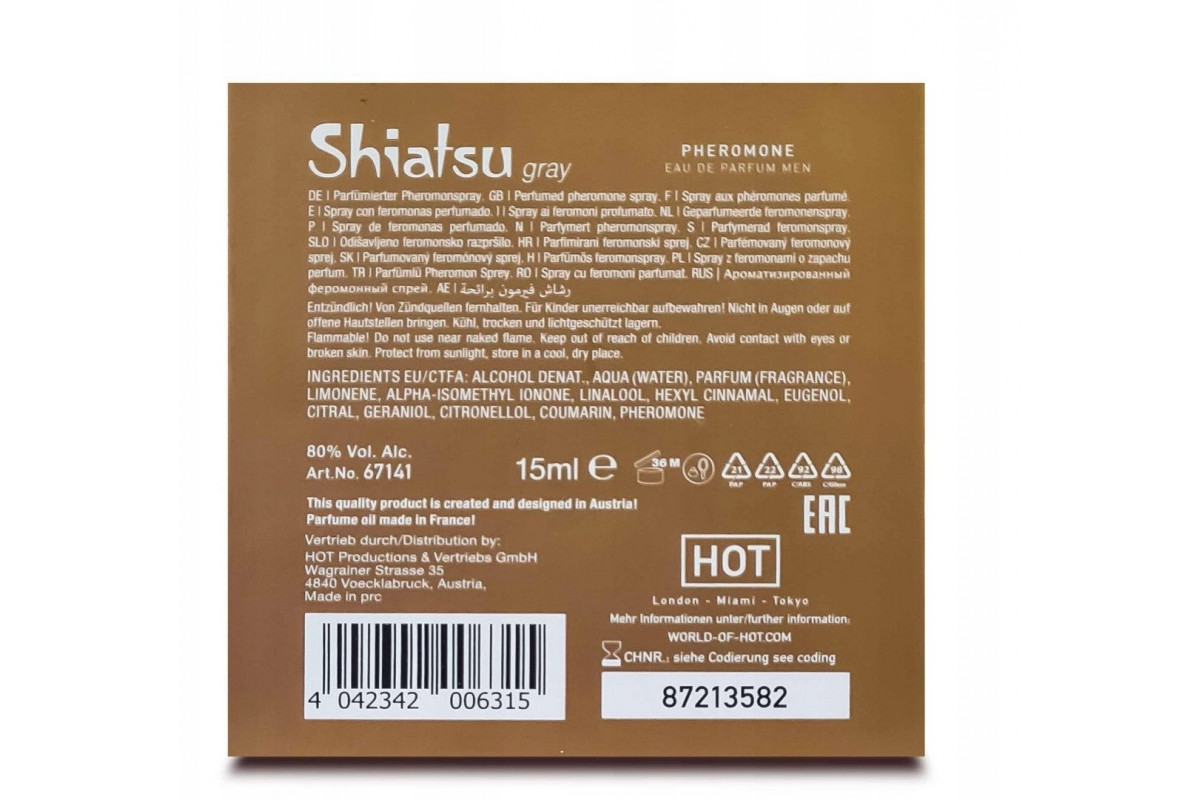 Shiatsu gray
PHEROMONE
EAU DE PARFUM MEN
DE | Parfümierter Pheromonspray. GB | Perfumed pheromone spray. F | Spray aux phéromones parfumé.
E | Spray con feromonas perfumado. I | Spray ai feromoni profumato. NL | Geparfumeerde feromonenspray.
P | Spray de feromonas perfumado. N | Parfymert pheromonspray. S | Parfymerad feromonspray.
SLO | Odišavljeno feromonsko razpršilo. HR | Parfimirani feromonski sprej. CZ | Parfémovaný feromonový
sprej. SK | Parfumovaný feromónový sprej. H | Parfümős feromonspray. PL | Spray z feromonami o zapachu
perfum. TR | Parfümlü Pheromon Sprey. RO | Spray cu feromoni parfumat. RUS | Ароматизированный
феромонный спрей. AE | رشاش فيرمون برائحة
Entzündlich! Von Zündquellen fernhalten. Für Kinder unerreichbar aufbewahren! Nicht in Augen oder auf
offene Hautstellen bringen. Kühl, trocken und lichtgeschützt lagern.
Flammable! Do not use near naked flame. Keep out of reach of children. Avoid contact with eyes or
broken skin. Protect from sunlight, store in a cool, dry place.
INGREDIENTS EU/CTFA: ALCOHOL DENAT., AQUA (WATER), PARFUM (FRAGRANCE),
LIMONENE, ALPHA-ISOMETHYL IONONE, LINALOOL, HEXYL CINNAMAL, EUGENOL,
CITRAL, GERANIOL, CITRONELLOL, COUMARIN, PHEROMONE
80% Vol. Alc.
Art.No. 67141
15ml ℮ 36 M
21 22 92 98
PAP PAP C/ABS C/Glass
EAC
This quality product is created and designed in Austria!
Parfume oil made in France!
Vertrieb durch/Distribution by:
HOT Productions & Vertriebs GmbH
Wagrainer Strasse 35
4840 Voecklabruck, Austria,
Made in prc
HOT
London - Miami - Tokyo
Mehr Informationen unter/further information:
WORLD-OF-HOT.COM
CHNR.: siehe Codierung see coding
4 042342 006315
87213582